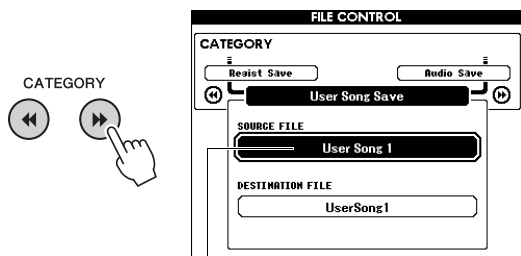 CATEGORY
FILE CONTROL
CATEGORY
Regist Save
Audio Save
User Song Save
SOURCE FILE
User Song 1
DESTINATION FILE
UserSong1